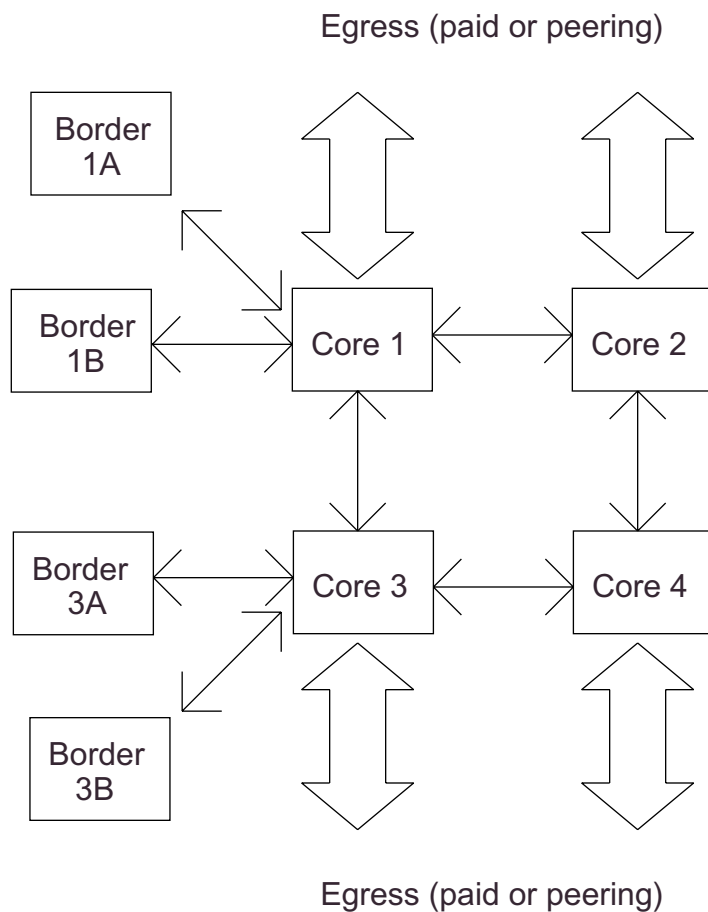 Egress (paid or peering)
Border
1A
Border
1B
Core 1
Core 2
Border
3A
Core 3
Core 4
Border
3B
Egress (paid or peering)